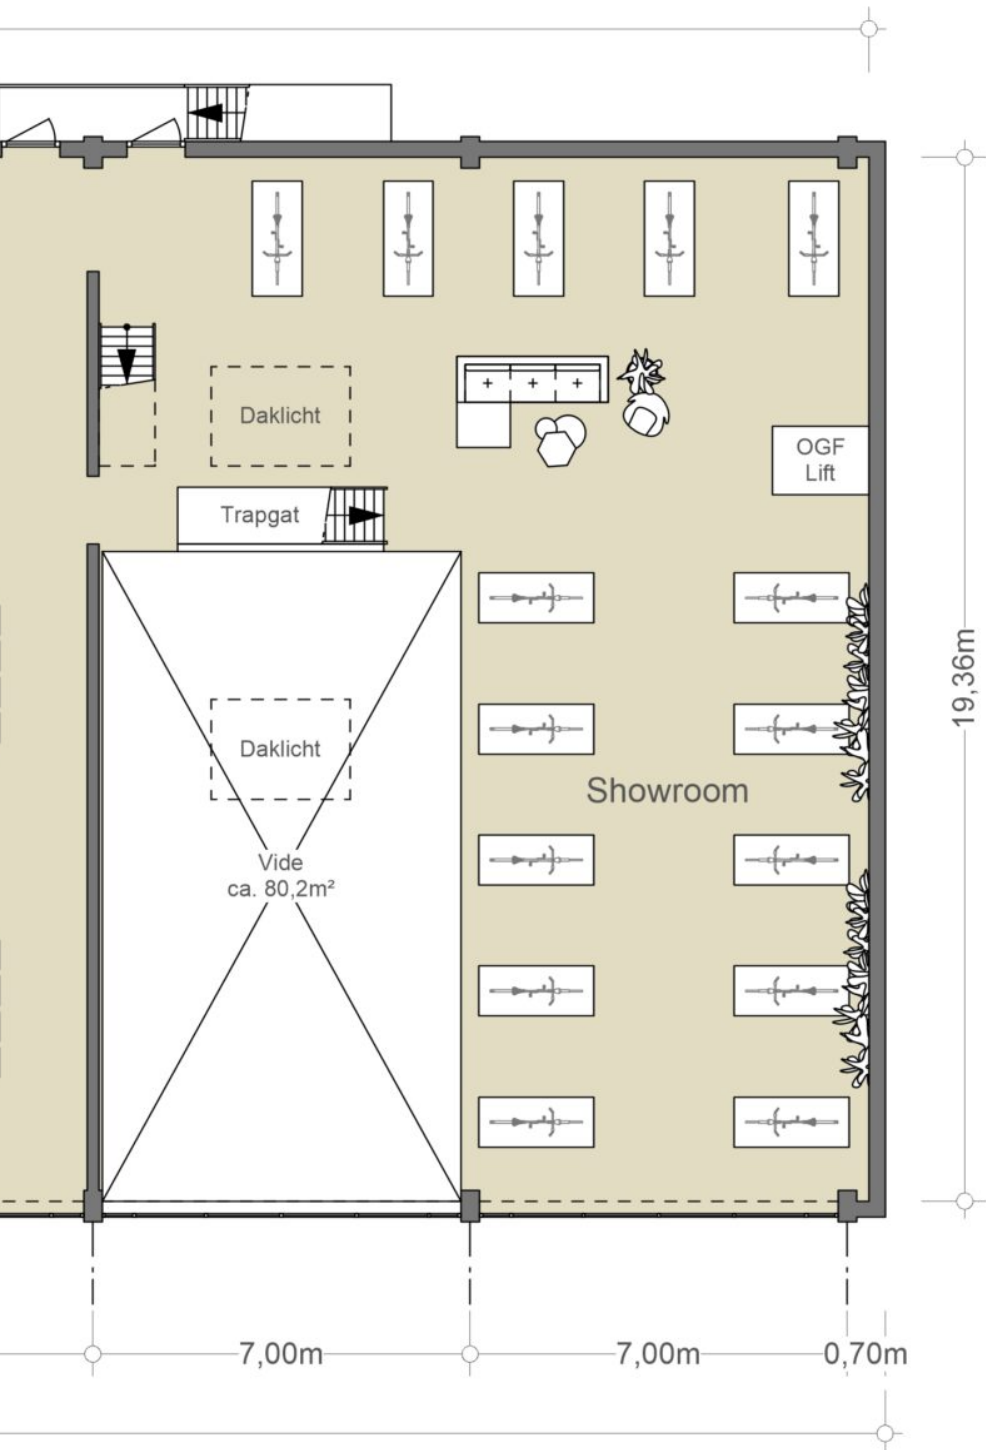 Daklicht
OGF
Lift
Trapgat
19,36m
Daklicht
Showroom
Vide
ca. 80,2m²
7,00m
7,00m
0,70m